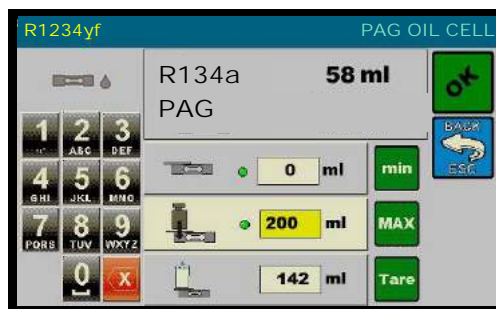 R1234yf PAG OIL CELL
R134a 58 ml
PAG
OK
BACK
ESC
1 2 3
ABC DEF
4 5 6
GHI JKL MNO
7 8 9
PQRS TUV WXYZ
0 X
0 ml min
200 ml MAX
142 ml Tare